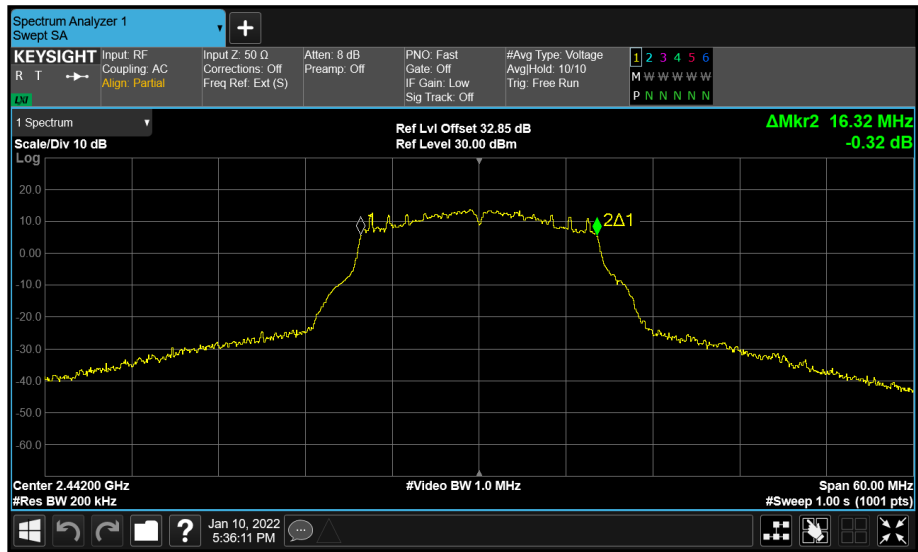 Spectrum Analyzer 1
Swept SA
KEYSIGHT Input: RF Input Z: 50 Ω Atten: 8 dB PNO: Fast #Avg Type: Voltage 1 2 3 4 5 6
R T Coupling: AC Corrections: Off Preamp: Off Gate: Off Avg|Hold: 10/10 M W W W W W
Align: Partial Freq Ref: Ext (S) IF Gain: Low Trig: Free Run P N N N N N
LXI Sig Track: Off
1 Spectrum Ref Lvl Offset 32.85 dB ΔMkr2 16.32 MHz
Scale/Div 10 dB Ref Level 30.00 dBm -0.32 dB
Log
20.0
10.0 1 2Δ1
0.00
-10.0
-20.0
-30.0
-40.0
-50.0
-60.0
Center 2.44200 GHz #Video BW 1.0 MHz Span 60.00 MHz
#Res BW 200 kHz #Sweep 1.00 s (1001 pts)
? Jan 10, 2022
5:36:11 PM